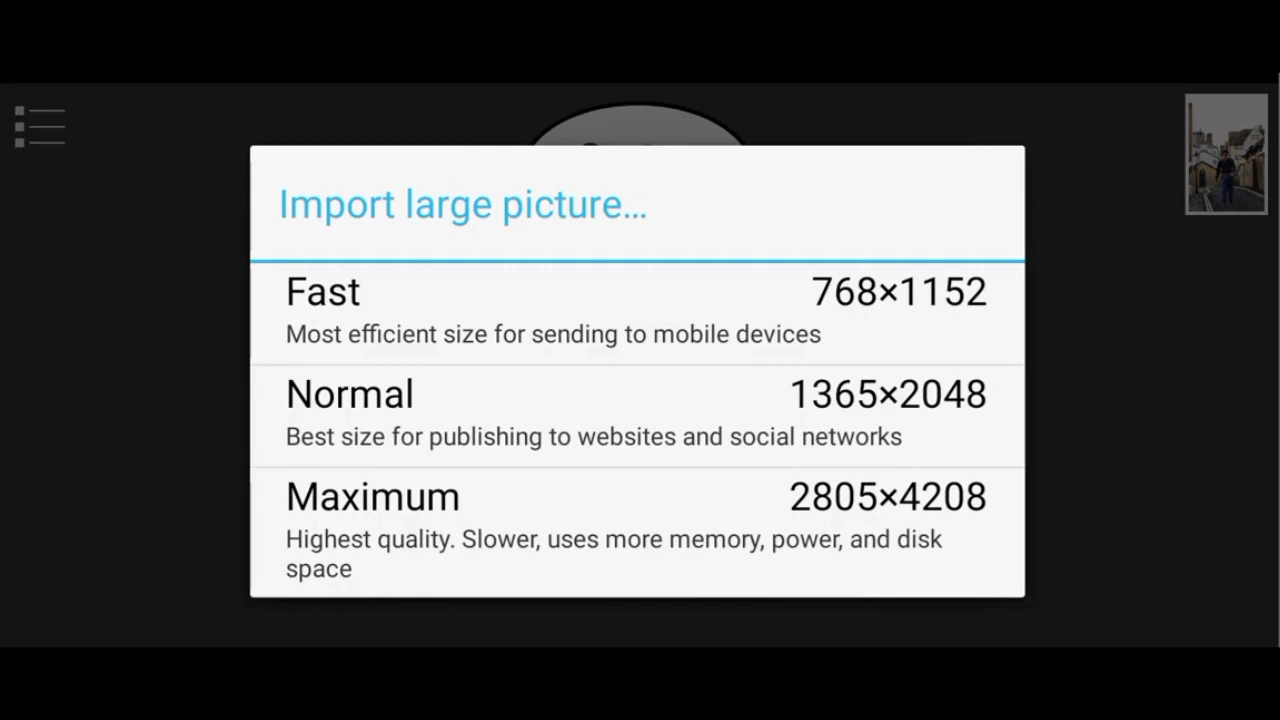 Import large picture...
Fast 768×1152
Most efficient size for sending to mobile devices
Normal 1365×2048
Best size for publishing to websites and social networks
Maximum 2805×4208
Highest quality. Slower, uses more memory, power, and disk
space